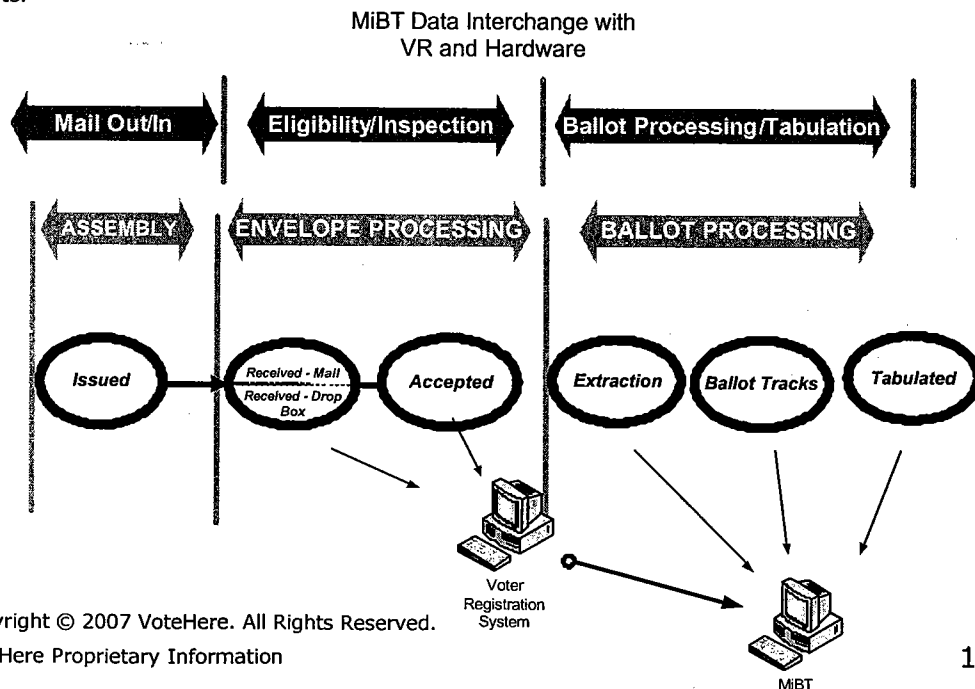 MiBT Data Interchange with
VR and Hardware
Mail Out/In
Eligibility/Inspection
Ballot Processing/Tabulation
ASSEMBLY
ENVELOPE PROCESSING
BALLOT PROCESSING
Issued
Received - Mail
Received - Drop
Box
Accepted
Extraction
Ballot Tracks
Tabulated
Voter
Registration
System
MiBT
yright © 2007 VoteHere. All Rights Reserved.
Here Proprietary Information
1